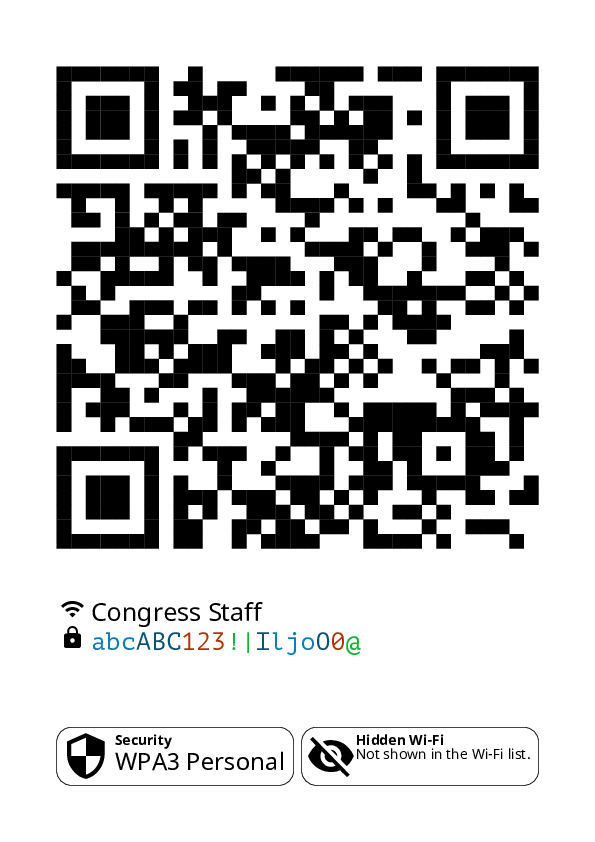 Congress Staff
abcABC123!|IljoO0@
Security
WPA3 Personal
Hidden Wi-Fi
Not shown in the Wi-Fi list.